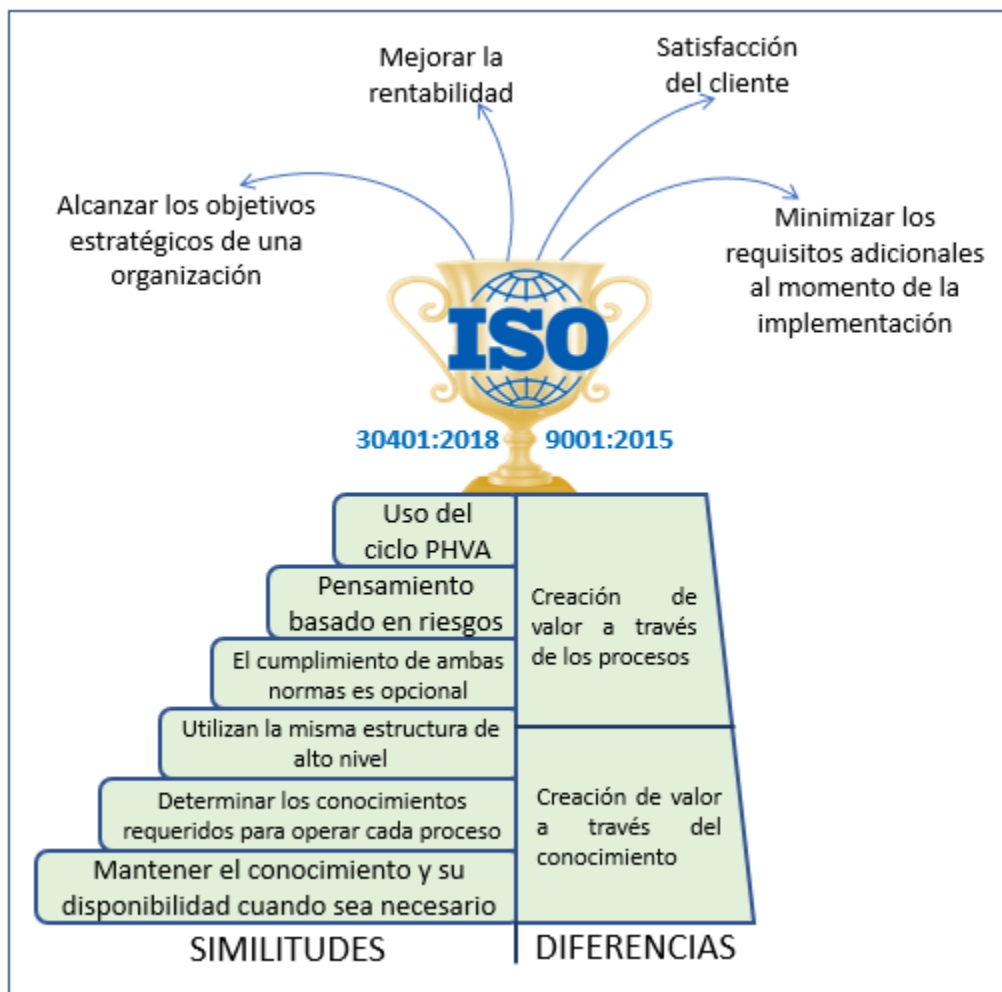 Mejorar la
rentabilidad
Satisfacción
del cliente
Alcanzar los objetivos
estratégicos de una
organización
Minimizar los
requisitos adicionales
al momento de la
implementación
ISO
30401:2018
9001:2015
Uso del
ciclo PHVA
Pensamiento
basado en riesgos
El cumplimiento de ambas
normas es opcional
Utilizan la misma estructura de
alto nivel
Determinar los conocimientos
requeridos para operar cada proceso
Mantener el conocimiento y su
disponibilidad cuando sea necesario
Creación de
valor a través
de los procesos
Creación de valor
a través del
conocimiento
SIMILITUDES
DIFERENCIAS